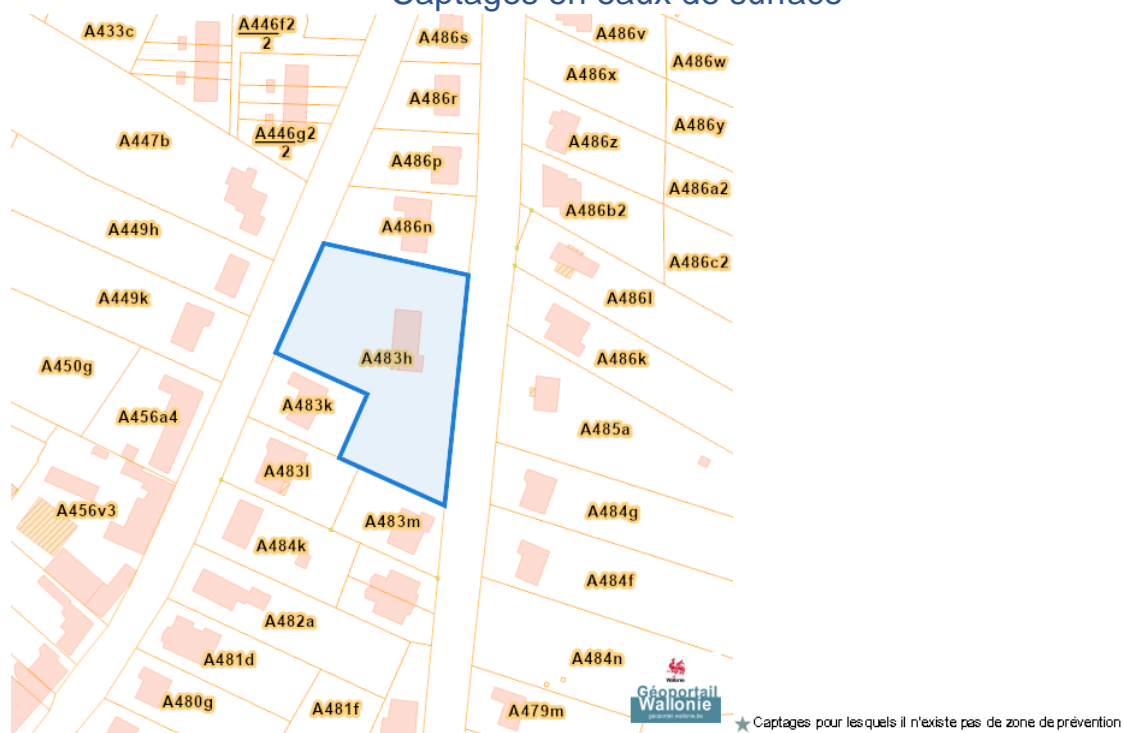 Captages en eaux de surface
A433c
A446f2
2
A486s
A486v
A486w
A486x
A486r
A486y
A447b
A446g2
2
A486z
A486p
A486a2
A486b2
A449h
A486n
A486c2
A449k
A486l
A450g
A483h
A486k
A456a4
A483k
A485a
A483l
A456v3
A483m
A484g
A484k
A484f
A482a
A481d
A484n
A480g
A481f
A479m
Wallonie
Géoportail
Wallonie
geoportail.wallonie.be
Captages pour lesquels il n'existe pas de zone de prévention